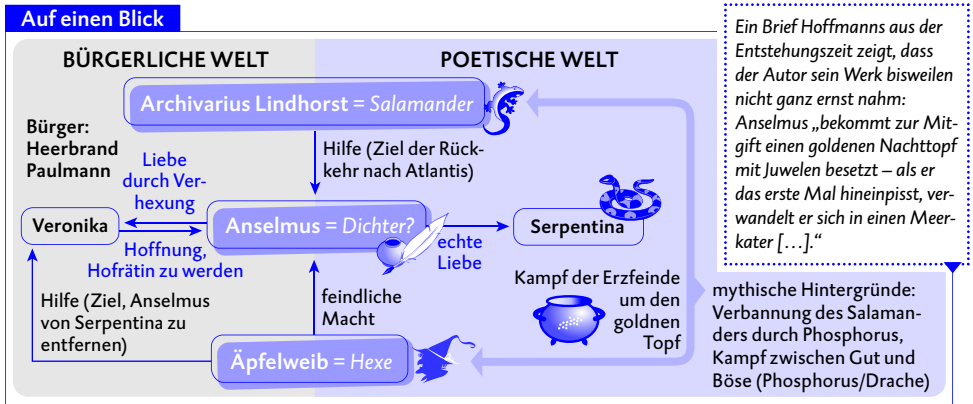 Auf einen Blick
BÜRGERLICHE WELT
POETISCHE WELT
Archivarius Lindhorst = Salamander
Bürger:
Heerbrand
Paulmann
Hilfe (Ziel der Rück-
kehr nach Atlantis)
Liebe
durch Ver-
hexung
Veronika
Anselmus = Dichter?
Serpentina
Hoffnung,
Hofrätin zu werden
echte
Liebe
Hilfe (Ziel, Anselmus
von Serpentina zu
entfernen)
feindliche
Macht
Kampf der Erzfeinde
um den
goldnen
Topf
Äpfelweib = Hexe
Ein Brief Hoffmanns aus der
Entstehungszeit zeigt, dass
der Autor sein Werk bisweilen
nicht ganz ernst nahm:
Anselmus „bekommt zur Mit-
gift einen goldenen Nachttopf
mit Juwelen besetzt – als er
das erste Mal hineinpisst, ver-
wandelt er sich in einen Meer-
kater […].“
mythische Hintergründe:
Verbannung des Salaman-
ders durch Phosphorus,
Kampf zwischen Gut und
Böse (Phosphorus/Drache)